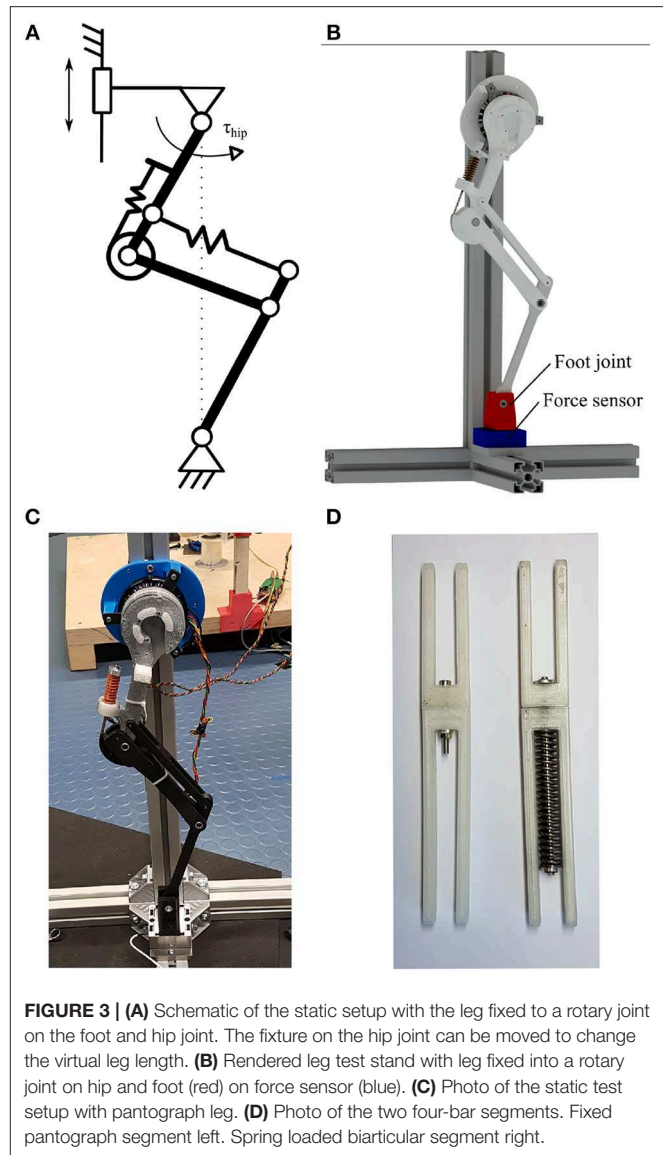 A
B
τhip
Foot joint
Force sensor
C
D
FIGURE 3 | (A) Schematic of the static setup with the leg fixed to a rotary joint
on the foot and hip joint. The fixture on the hip joint can be moved to change
the virtual leg length. (B) Rendered leg test stand with leg fixed into a rotary
joint on hip and foot (red) on force sensor (blue). (C) Photo of the static test
setup with pantograph leg. (D) Photo of the two four-bar segments. Fixed
pantograph segment left. Spring loaded biarticular segment right.